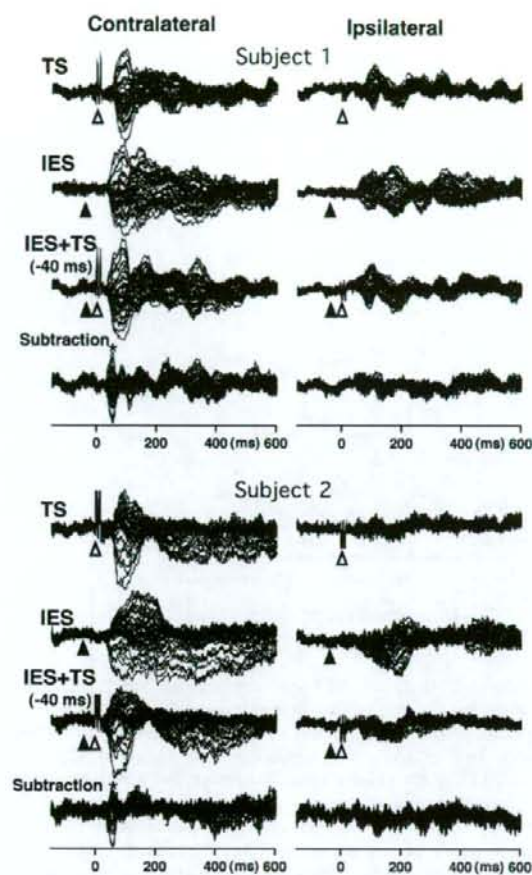 Contralateral Ipsilateral
Subject 1
TS
IES
IES+TS
(-40 ms)
Subtraction *
0 200 400 (ms) 600 0 200 400 (ms) 600
Subject 2
TS
IES
IES+TS
(-40 ms)
Subtraction *
0 200 400 (ms) 600 0 200 400 (ms) 600